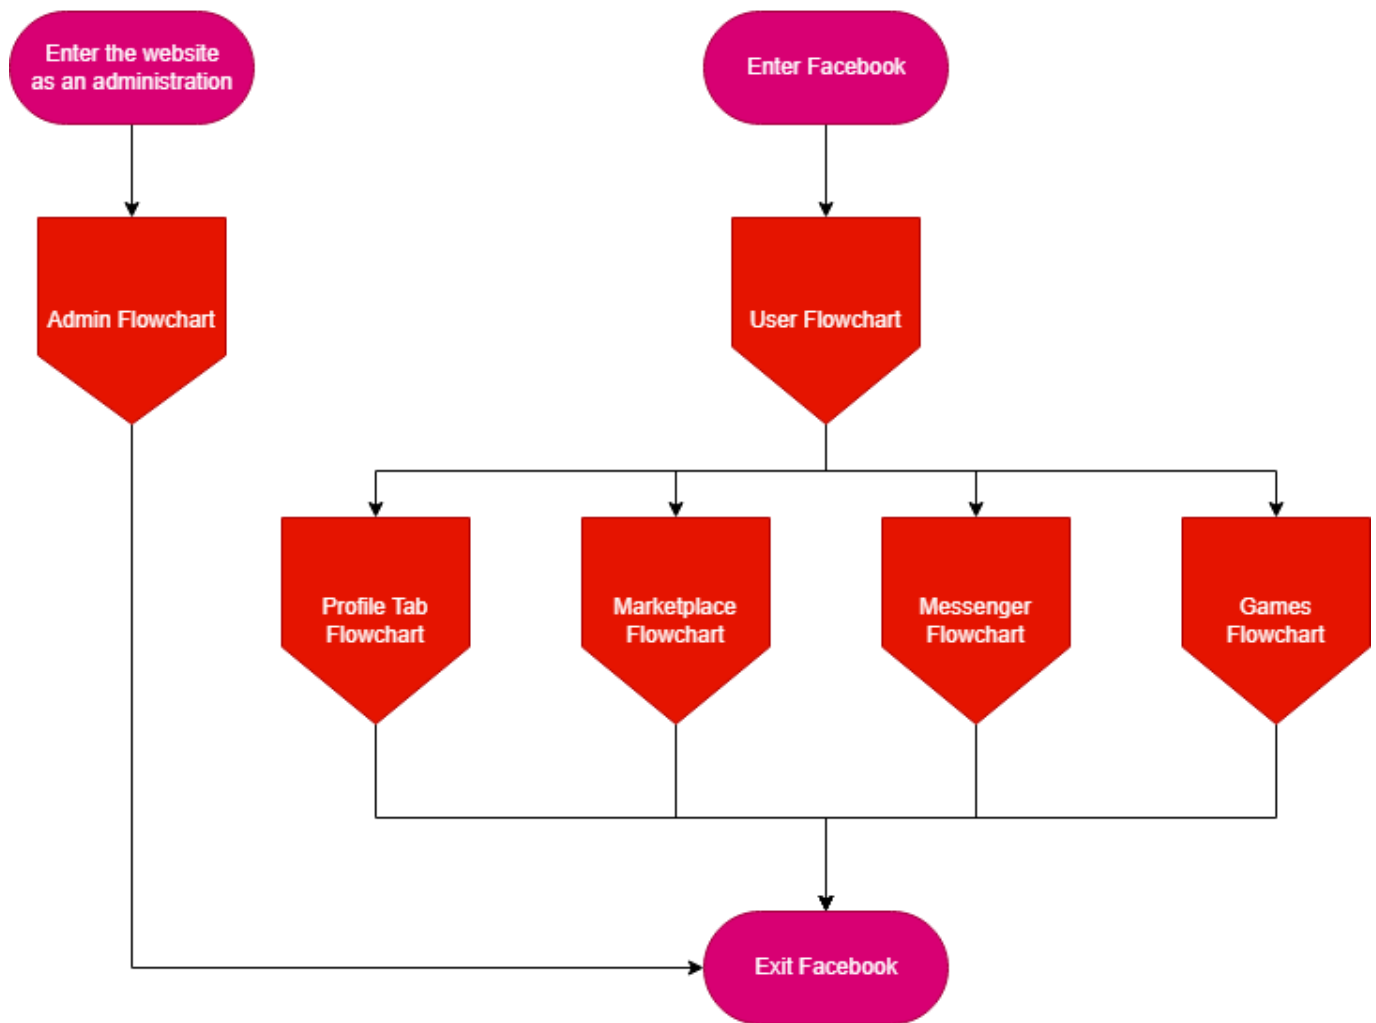 Enter the website
as an administration
Enter Facebook
Admin Flowchart
User Flowchart
Profile Tab
Flowchart
Marketplace
Flowchart
Messenger
Flowchart
Games
Flowchart
Exit Facebook